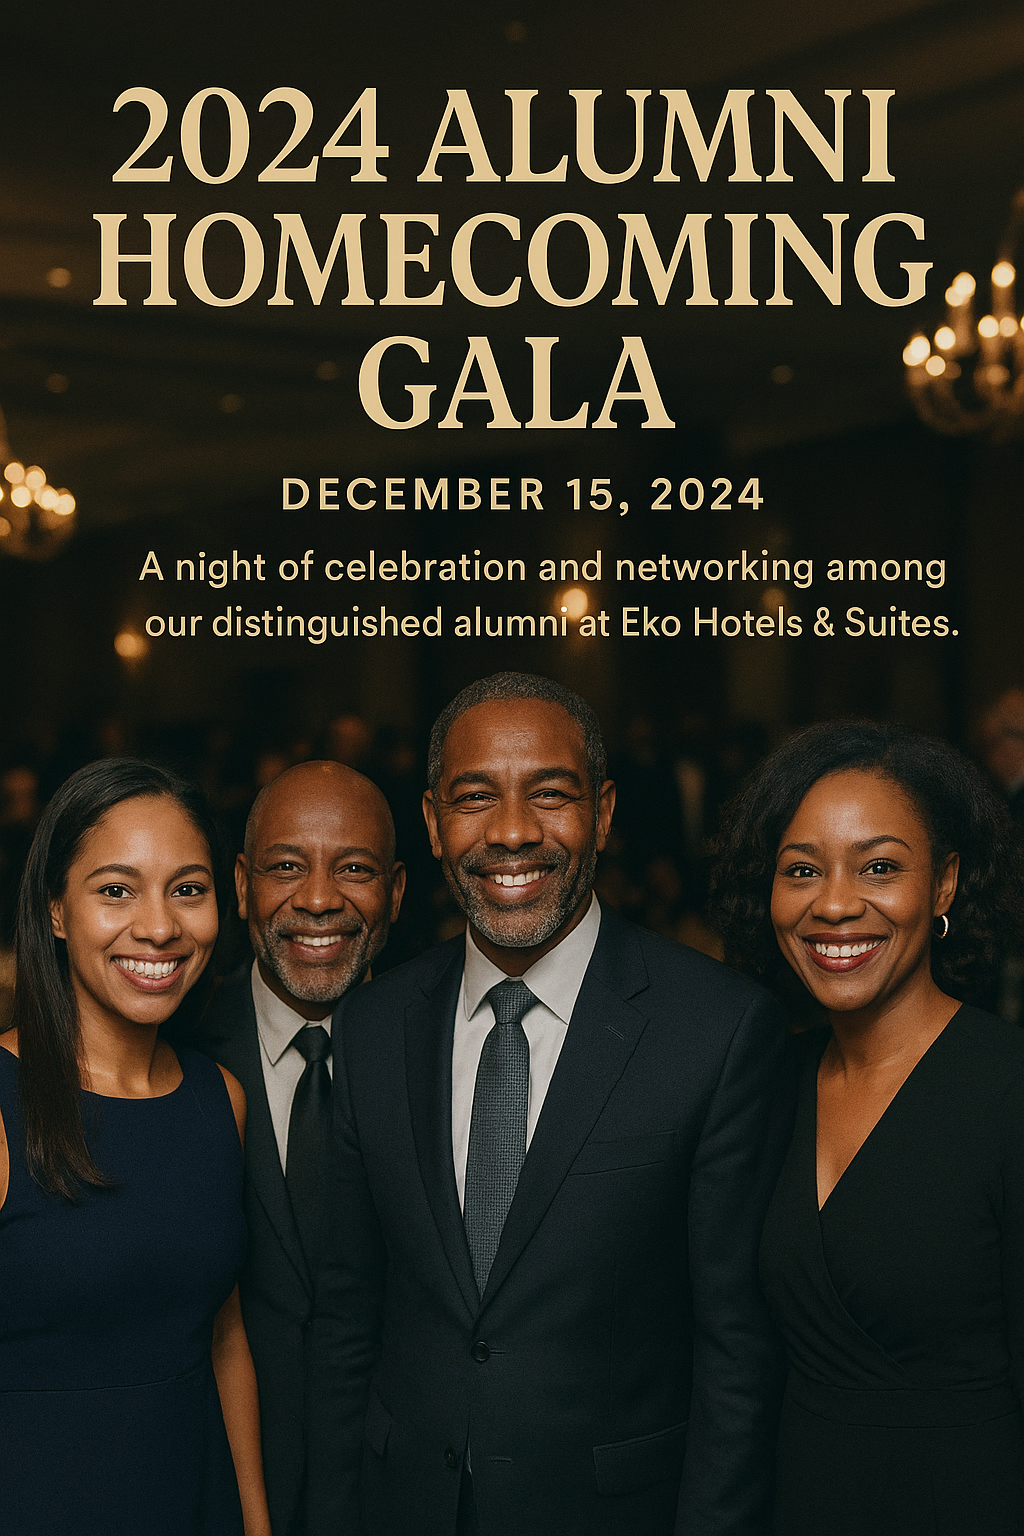 2024 ALUMNI
HOMECOMING
GALA
DECEMBER 15, 2024
A night of celebration and networking among
our distinguished alumni at Eko Hotels & Suites.